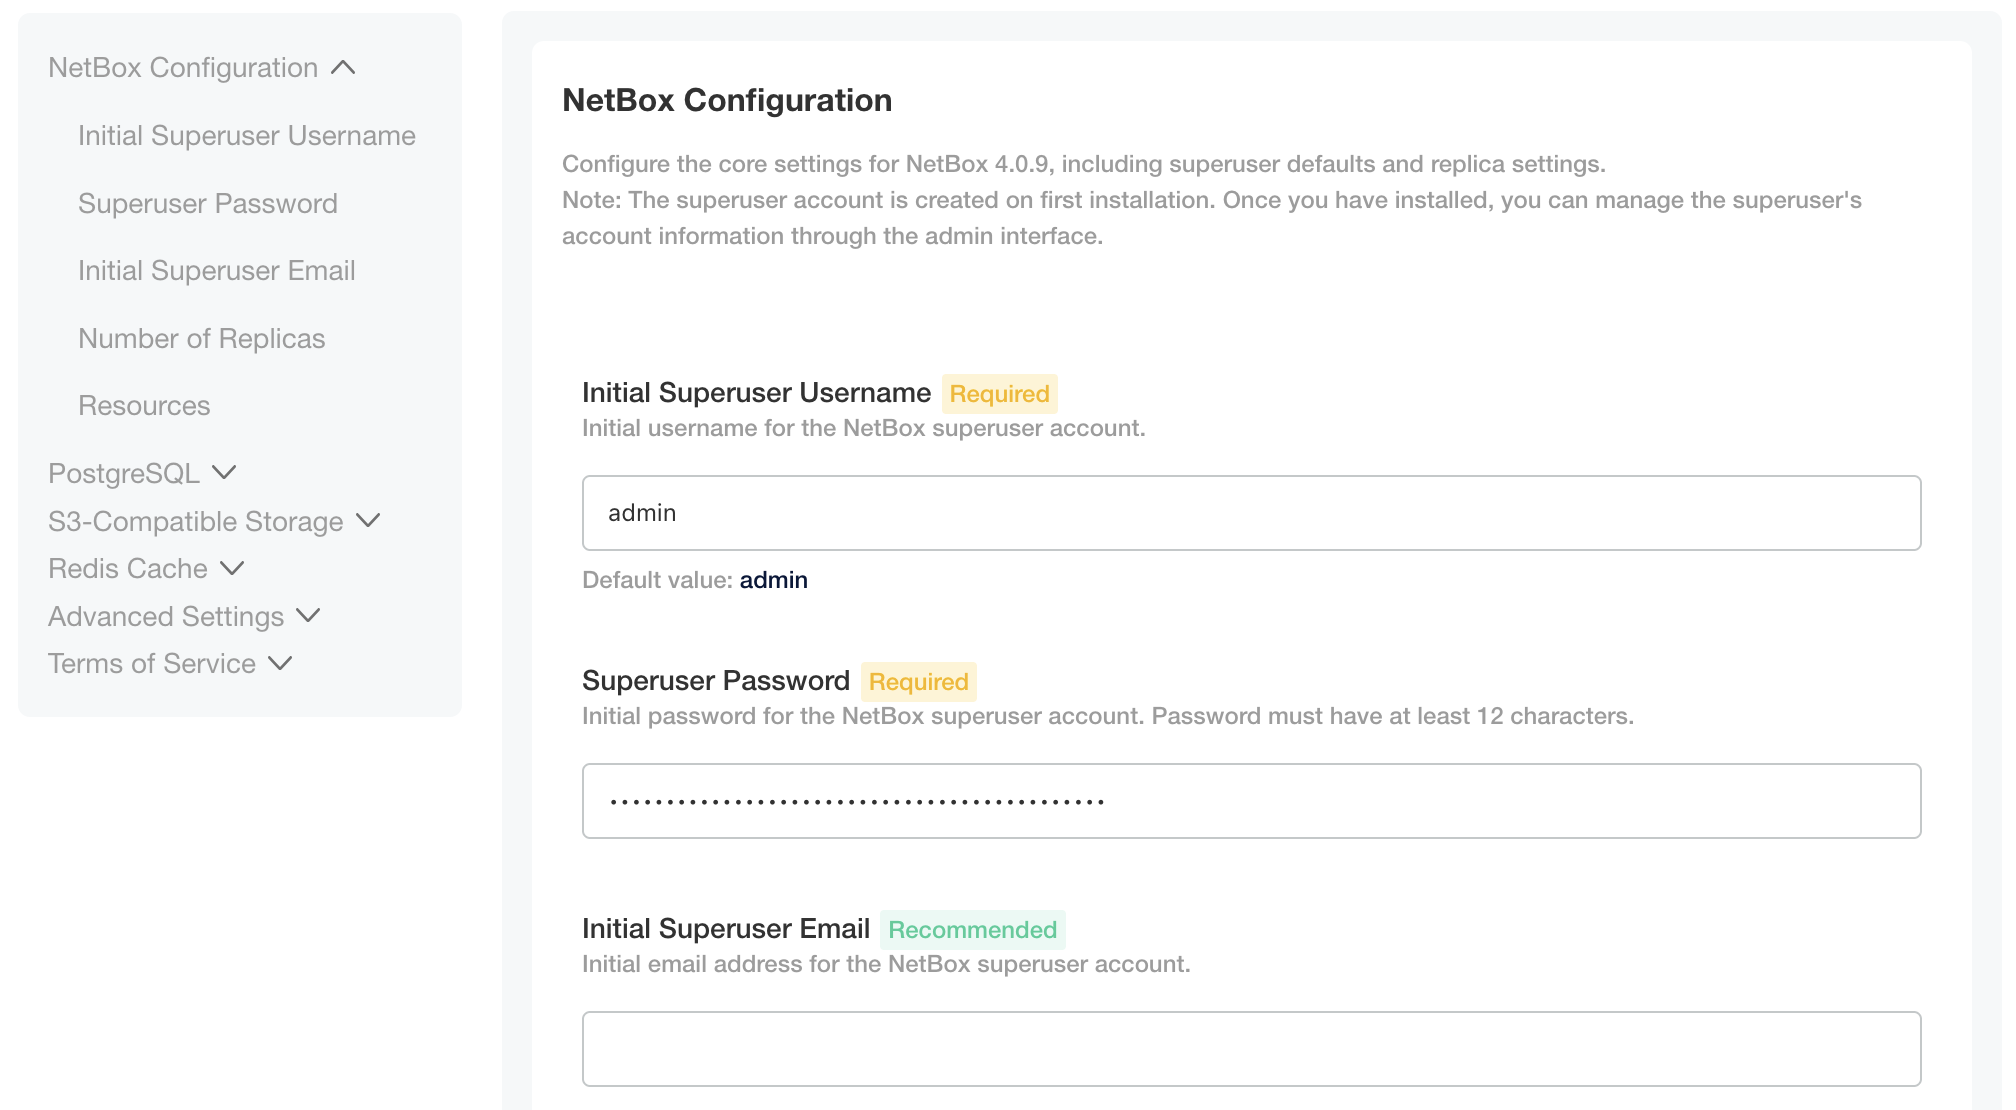 NetBox Configuration
Initial Superuser Username
Superuser Password
Initial Superuser Email
Number of Replicas
Resources
PostgreSQL
S3-Compatible Storage
Redis Cache
Advanced Settings
Terms of Service
NetBox Configuration
Configure the core settings for NetBox 4.0.9, including superuser defaults and replica settings.
Note: The superuser account is created on first installation. Once you have installed, you can manage the superuser's
account information through the admin interface.
Initial Superuser Username Required
Initial username for the NetBox superuser account.
admin
Default value: admin
Superuser Password Required
Initial password for the NetBox superuser account. Password must have at least 12 characters.
Initial Superuser Email Recommended
Initial email address for the NetBox superuser account.